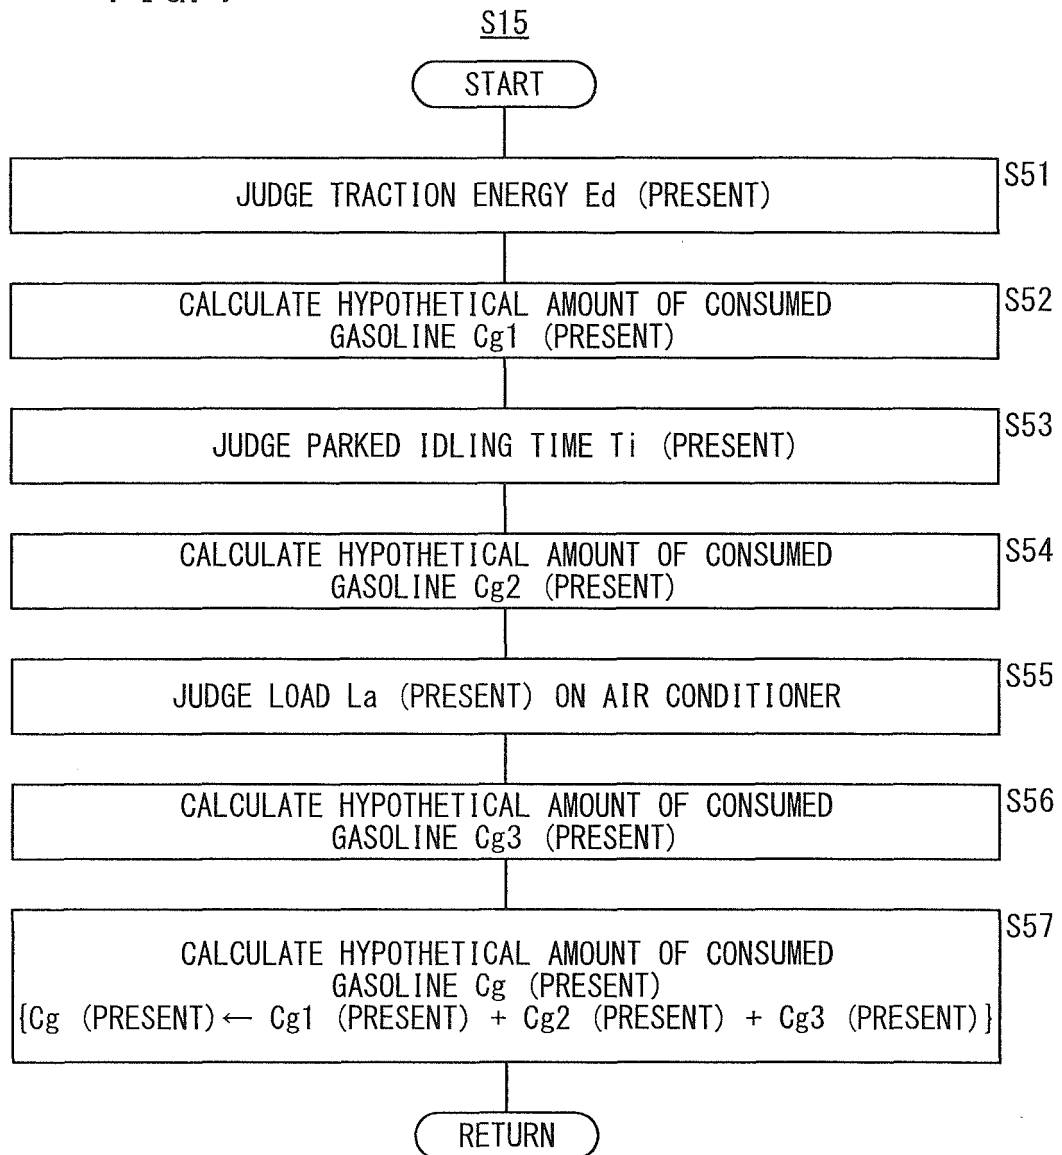 S15
START
JUDGE TRACTION ENERGY Ed (PRESENT)
S51
CALCULATE HYPOTHETICAL AMOUNT OF CONSUMED
GASOLINE Cg1 (PRESENT)
S52
JUDGE PARKED IDLING TIME Ti (PRESENT)
S53
CALCULATE HYPOTHETICAL AMOUNT OF CONSUMED
GASOLINE Cg2 (PRESENT)
S54
JUDGE LOAD La (PRESENT) ON AIR CONDITIONER
S55
CALCULATE HYPOTHETICAL AMOUNT OF CONSUMED
GASOLINE Cg3 (PRESENT)
S56
CALCULATE HYPOTHETICAL AMOUNT OF CONSUMED
GASOLINE Cg (PRESENT)
{Cg (PRESENT) ← Cg1 (PRESENT) + Cg2 (PRESENT) + Cg3 (PRESENT)}
S57
RETURN